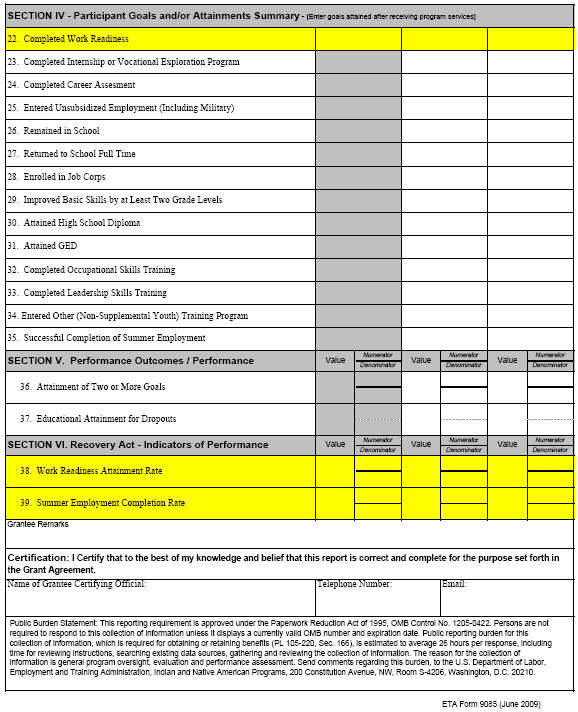 SECTION IV - Participant Goals and/or Attainments Summary - (Enter goals attained after receiving program services)
22. Completed Work Readiness
23. Completed Internship or Vocational Exploration Program
24. Completed Career Assesment
25. Entered Unsubsidized Employment (Including Military)
26. Remained in School
27. Returned to School Full Time
28. Enrolled in Job Corps
29. Improved Basic Skills by at Least Two Grade Levels
30. Attained High School Diploma
31. Attained GED
32. Completed Occupational Skills Training
33. Completed Leadership Skills Training
34. Entered Other (Non-Supplemental Youth) Training Program
35. Successful Completion of Summer Employment
SECTION V. Performance Outcomes / Performance Value Numerator Denominator Value Numerator Denominator Value Numerator Denominator
36. Attainment of Two or More Goals
37. Educational Attainment for Dropouts
SECTION VI. Recovery Act - Indicators of Performance Value Numerator Denominator Value Numerator Denominator Value Numerator Denominator
38. Work Readiness Attainment Rate
39. Summer Employment Completion Rate
Grantee Remarks
Certification: I Certify that to the best of my knowledge and belief that this report is correct and complete for the purpose set forth in
the Grant Agreement.
Name of Grantee Certifying Official: Telephone Number: Email:
Public Burden Statement: This reporting requirement is approved under the Paperwork Reduction Act of 1995, OMB Control No. 1205-0422. Persons are not
required to respond to this collection of information unless it displays a currently valid OMB number and expiration date. Public reporting burden for this
collection of information, which is required for obtaining or retaining benefits (PL 105-220, Sec. 166), is estimated to average 26 hours per response, including
time for reviewing instructions, searching existing data sources, gathering and reviewing the collection of information. The reason for the collection of
information is general program oversight, evaluation and performance assessment. Send comments regarding this burden, to the U.S. Department of Labor,
Employment and Training Administration, Indian and Native American Programs, 200 Constitution Avenue, NW, Room S-4206, Washington, D.C. 20210.
ETA Form 9085 (June 2009)